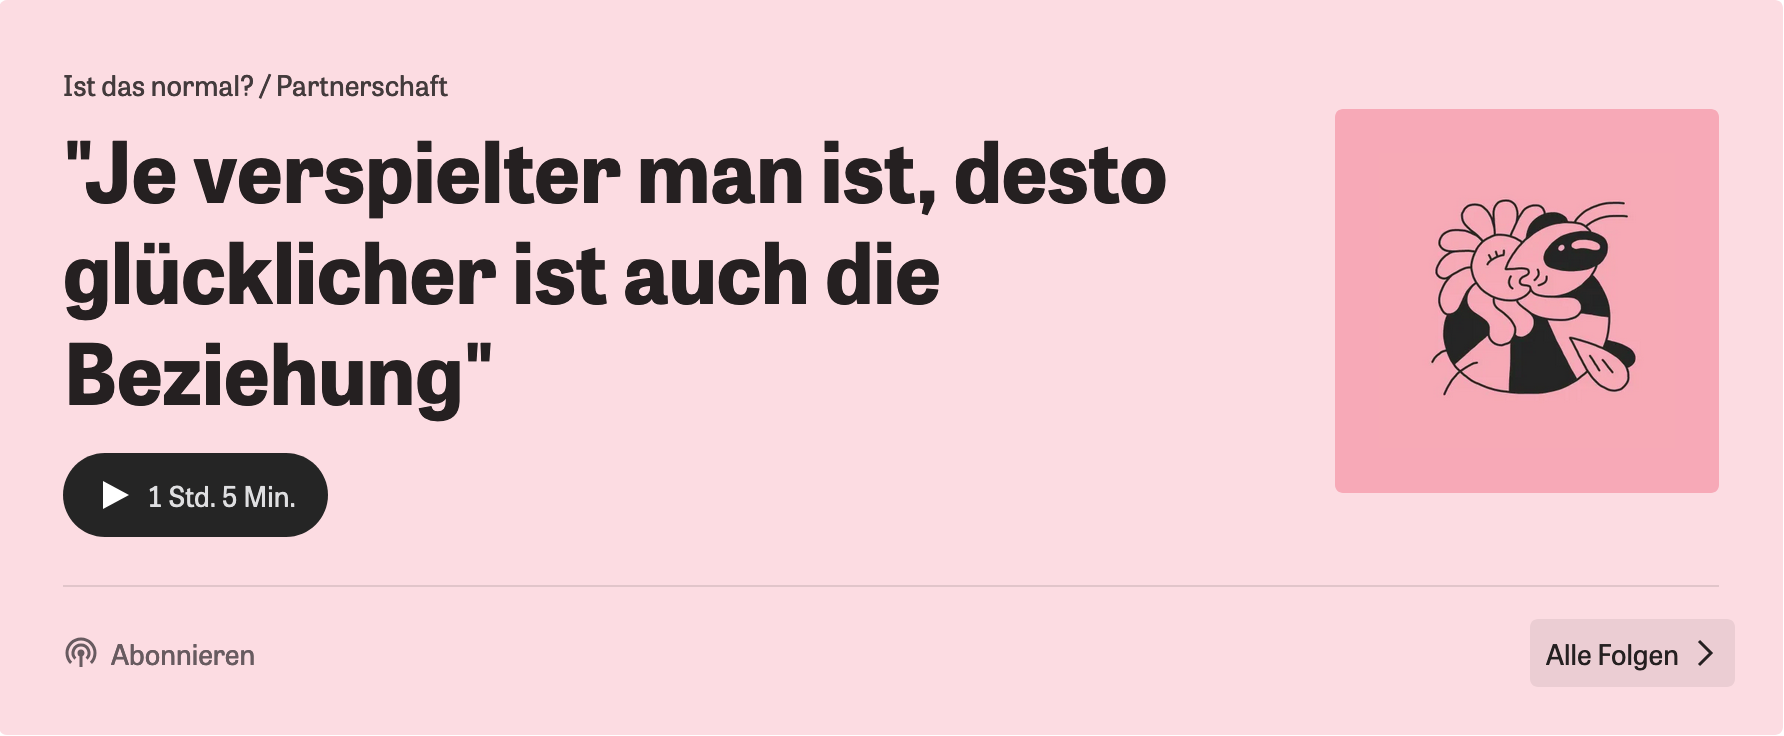 Ist das normal? / Partnerschaft
"Je verspielter man ist, desto
glücklicher ist auch die
Beziehung"
1 Std. 5 Min.
Abonnieren
Alle Folgen